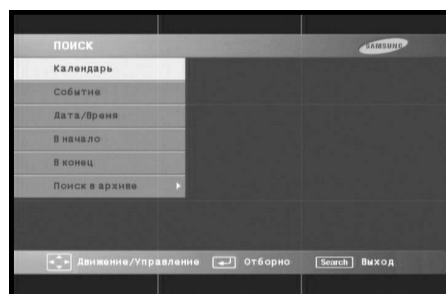 ПОИСК
SAMSUNG
Календарь
Событие
Дата/Время
В начало
В конец
Поиск в архиве
Движение/Управление Отборно Search Выход